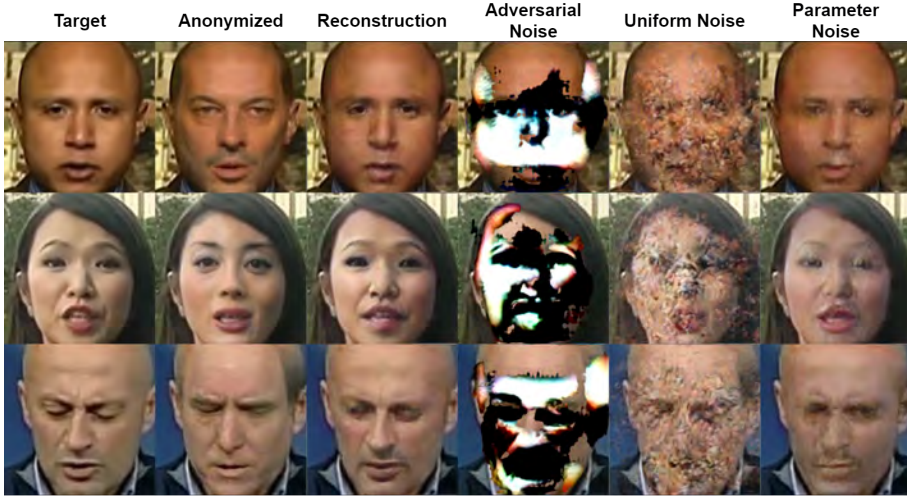 Target
Anonymized
Reconstruction
Adversarial
Noise
Uniform Noise
Parameter
Noise